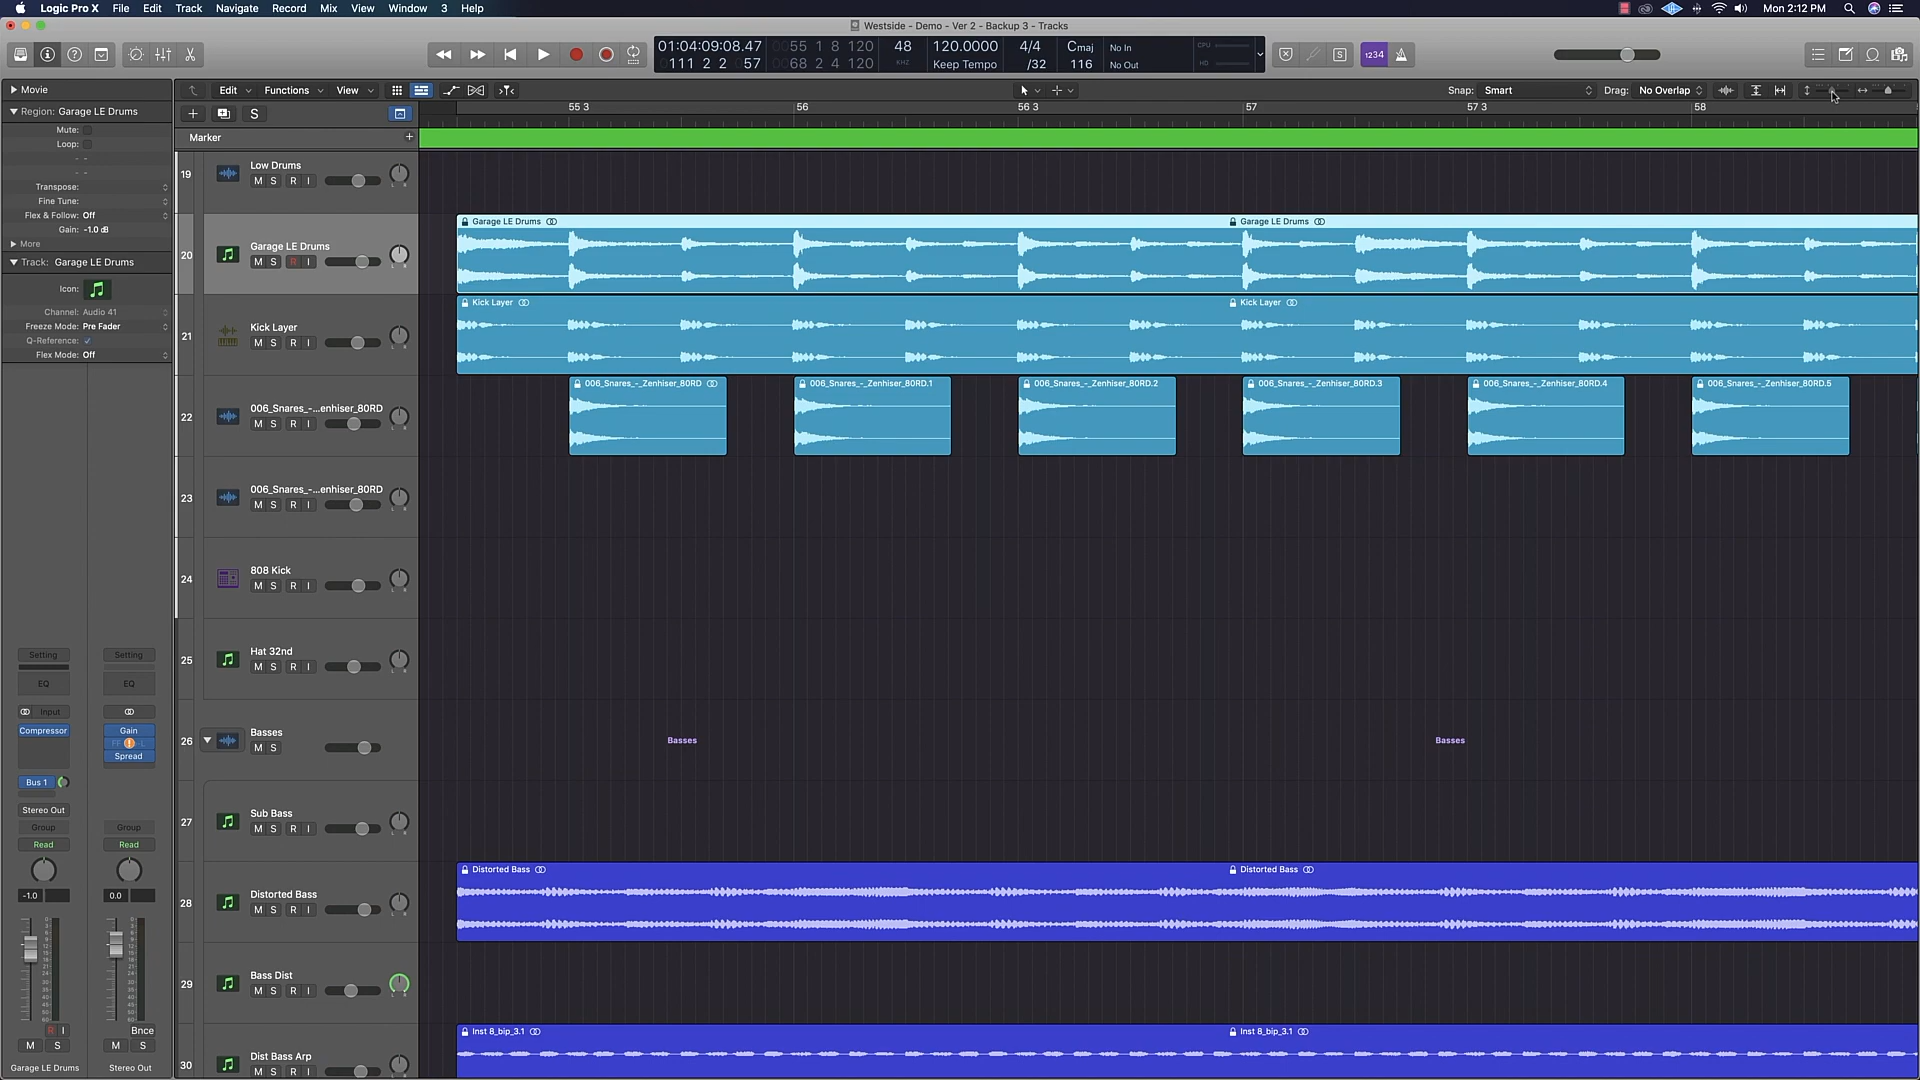 Logic Pro X File Edit Track Navigate Record Mix View Window 3 Help
Mon 2:12 PM
Westside - Demo - Ver 2 - Backup 3 - Tracks
01:04:09:08.47
111 2 2 057
0055 1 8 120
0068 2 4 120
48
KHZ
120.0000
Keep Tempo
4/4
/32
Cmaj
116
No In
No Out
CPU
HD
S
1234
Movie
Region: Garage LE Drums
Mute:
Loop:
- -
- -
Transpose:
Fine Tune:
Flex & Follow: Off
Gain: -1.0 dB
More
Track: Garage LE Drums
Icon:
Channel: Audio 41
Freeze Mode: Pre Fader
Q-Reference:
Flex Mode: Off
Edit Functions View
Snap: Smart
Drag: No Overlap
S
55 3 56 56 3 57 57 3 58
Marker
19 Low Drums
M S R I
20 Garage LE Drums
M S R I
21 Kick Layer
M S R I
22 006_Snares_-...enhiser_80RD
M S R I
23 006_Snares_-...enhiser_80RD
M S R I
24 808 Kick
M S R I
25 Hat 32nd
M S R I
26 Basses
M S
27 Sub Bass
M S R I
28 Distorted Bass
M S R I
29 Bass Dist
M S R I
30 Dist Bass Arp
M S R I
Garage LE Drums Garage LE Drums
Kick Layer Kick Layer
006_Snares_-_Zenhiser_80RD 006_Snares_-_Zenhiser_80RD.1 006_Snares_-_Zenhiser_80RD.2 006_Snares_-_Zenhiser_80RD.3 006_Snares_-_Zenhiser_80RD.4 006_Snares_-_Zenhiser_80RD.5
Basses Basses
Distorted Bass Distorted Bass
Inst 8_bip_3.1 Inst 8_bip_3.1
Setting Setting
EQ EQ
Input
Compressor Gain
Spread
Bus 1
Stereo Out
Group Group
Read Read
-1.0 0.0
R I Bnce
M S M S
Garage LE Drums Stereo Out